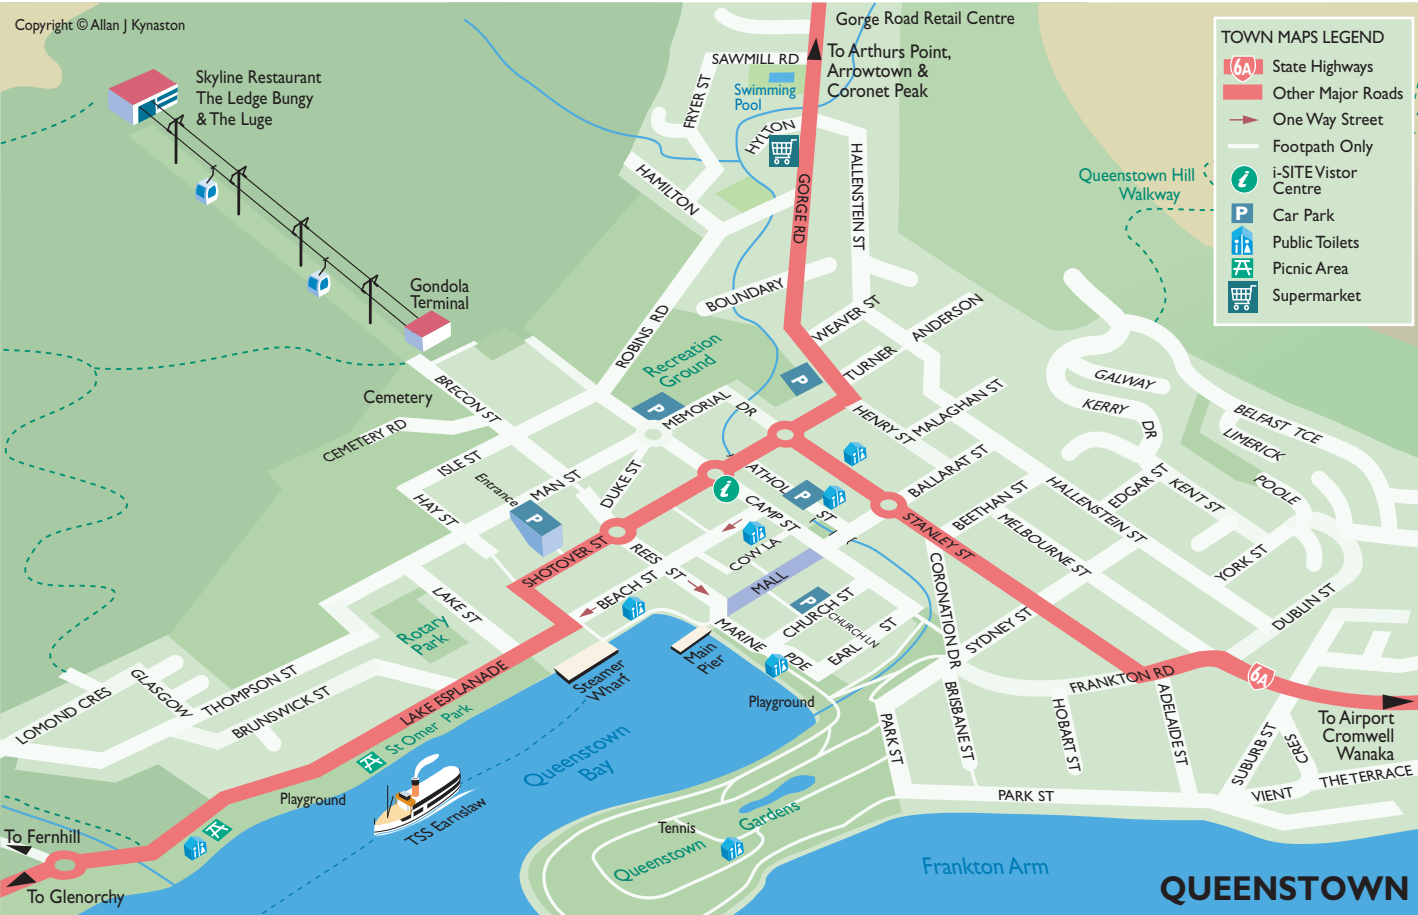 Copyright © Allan J Kynaston
Gorge Road Retail Centre
To Arthurs Point,
Arrowtown &
Coronet Peak
Skyline Restaurant
The Ledge Bungy
& The Luge
Gondola
Terminal
TOWN MAPS LEGEND
6A
State Highways
Other Major Roads
One Way Street
Footpath Only
i
i-SITE Vistor
Centre
P
Car Park
Public Toilets
Picnic Area
Supermarket
Queenstown Hill
Walkway
SAWMILL RD
Swimming
Pool
FRYER ST
HYLTON
HAMILTON
HALLENSTEIN ST
GORGE RD
BOUNDARY
ROBINS RD
Recreation
Ground
WEAVER ST
ANDERSON
TURNER
P
P
MEMORIAL DR
HENRY ST
MALAGHAN ST
GALWAY
KERRY DR
BELFAST TCE
LIMERICK
POOLE
Cemetery
BRECON ST
CEMETERY RD
ISLE ST
Entrance
MAN ST
HAY ST
P
DUKE ST
i
ATHOL ST
P
CAMP ST
BALLARAT ST
BEETHAN ST
HALLENSTEIN ST
EDGAR ST
KENT ST
MELBOURNE ST
STANLEY ST
YORK ST
DUBLIN ST
SHOTOVER ST
REES ST
COW LA
BEACH ST
MALL
P
CHURCH ST
CHURCH LN
EARL ST
MARINE PDE
CORONATION DR
SYDNEY ST
LAKE ST
Rotary
Park
Main
Pier
Steamer
Wharf
Playground
LAKE ESPLANADE
St Omer Park
THOMPSON ST
BRUNSWICK ST
GLASGOW
LOMOND CRES
FRANKTON RD
6A
BRISBANE ST
PARK ST
HOBART ST
ADELAIDE ST
SUBURB ST
CRES
VIENT
THE TERRACE
PARK ST
To Airport
Cromwell
Wanaka
Queenstown
Bay
TSS Earnslaw
Playground
Tennis
Queenstown
Gardens
Frankton Arm
To Fernhill
To Glenorchy
QUEENSTOWN